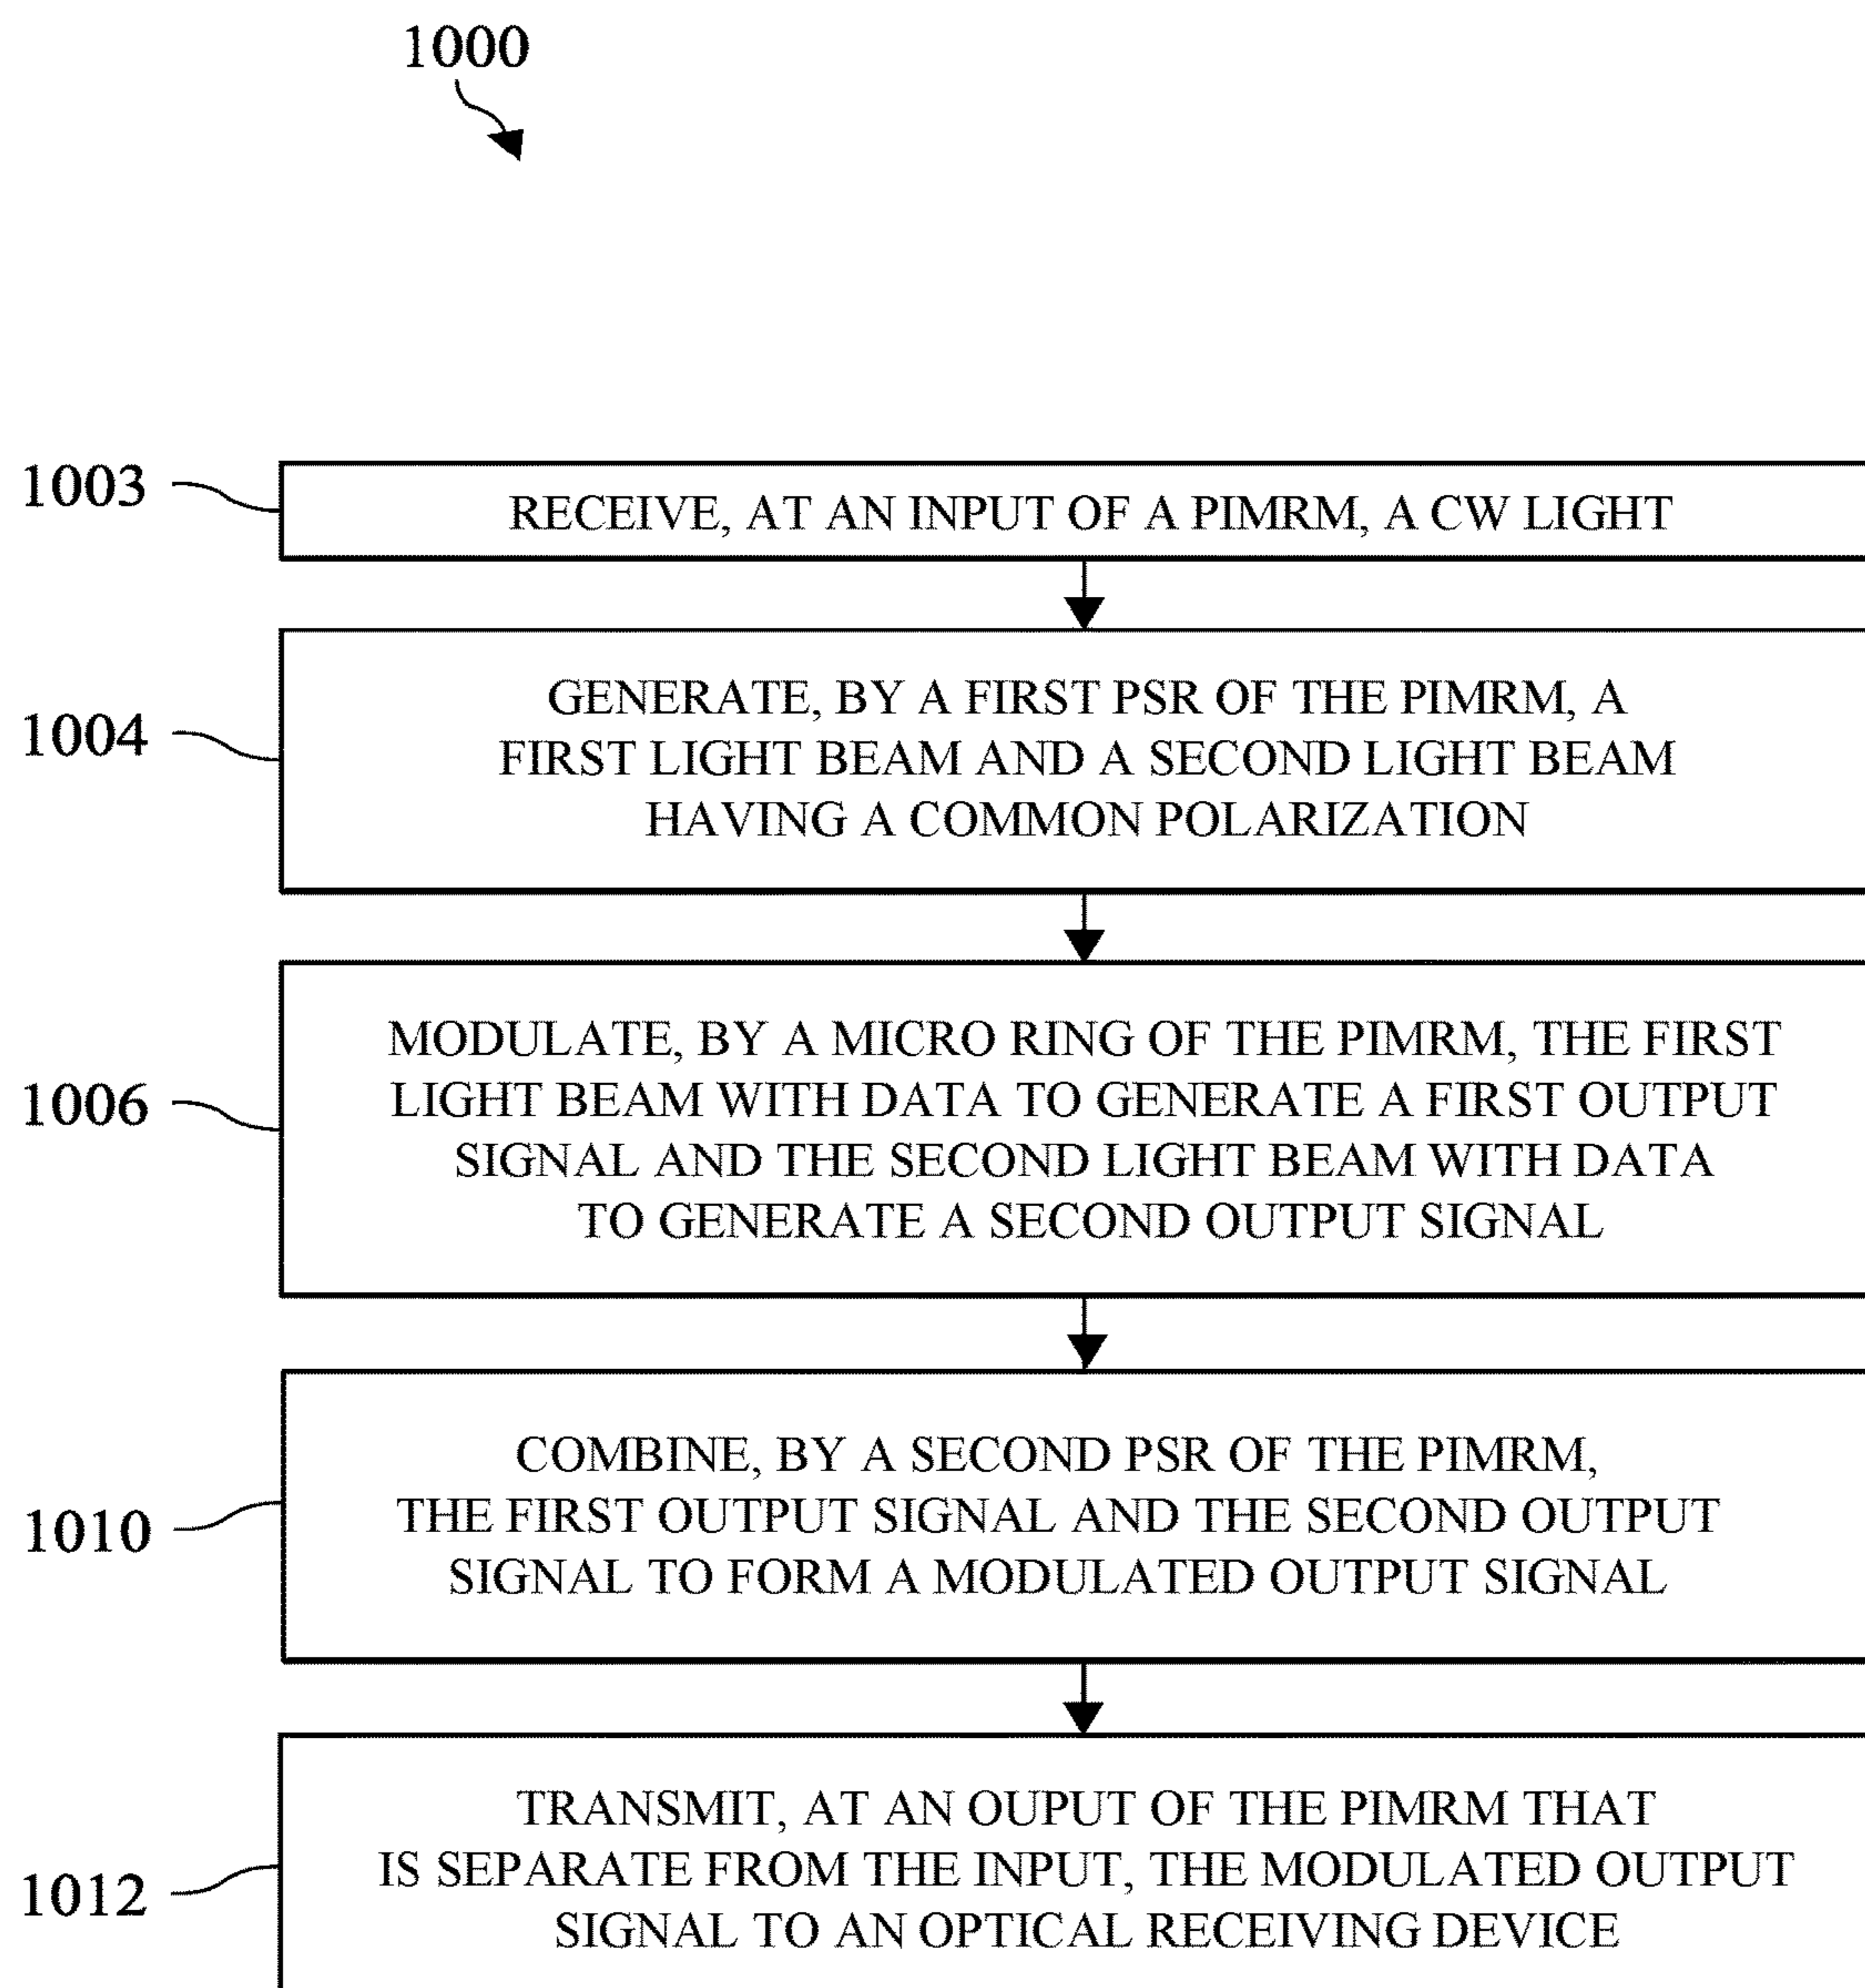 1000
1003
RECEIVE, AT AN INPUT OF A PIMRM, A CW LIGHT
1004
GENERATE, BY A FIRST PSR OF THE PIMRM, A
FIRST LIGHT BEAM AND A SECOND LIGHT BEAM
HAVING A COMMON POLARIZATION
1006
MODULATE, BY A MICRO RING OF THE PIMRM, THE FIRST
LIGHT BEAM WITH DATA TO GENERATE A FIRST OUTPUT
SIGNAL AND THE SECOND LIGHT BEAM WITH DATA
TO GENERATE A SECOND OUTPUT SIGNAL
1010
COMBINE, BY A SECOND PSR OF THE PIMRM,
THE FIRST OUTPUT SIGNAL AND THE SECOND OUTPUT
SIGNAL TO FORM A MODULATED OUTPUT SIGNAL
1012
TRANSMIT, AT AN OUPUT OF THE PIMRM THAT
IS SEPARATE FROM THE INPUT, THE MODULATED OUTPUT
SIGNAL TO AN OPTICAL RECEIVING DEVICE